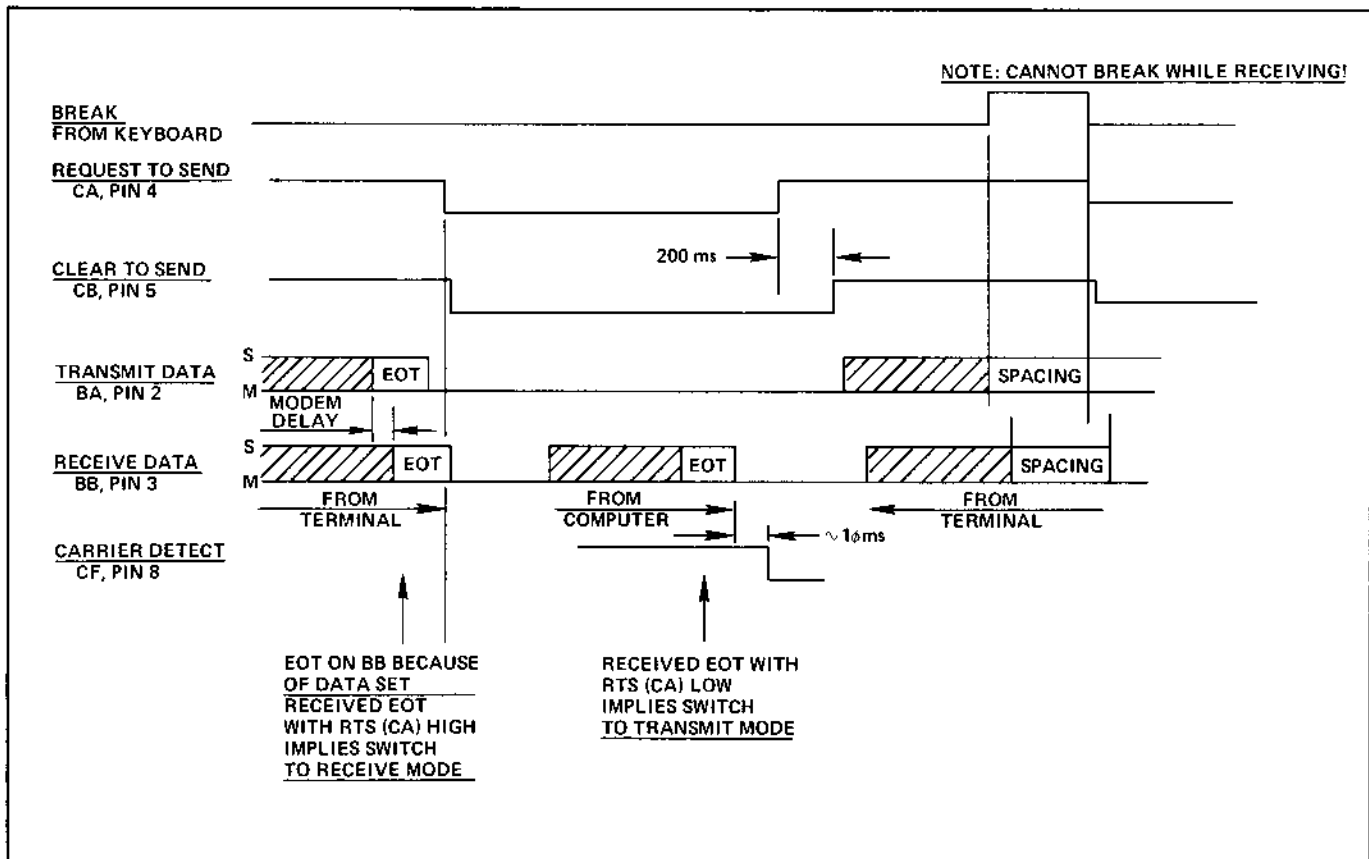 NOTE: CANNOT BREAK WHILE RECEIVING!
BREAK
FROM KEYBOARD
REQUEST TO SEND
CA, PIN 4
200 ms
CLEAR TO SEND
CB, PIN 5
S
TRANSMIT DATA
BA, PIN 2
EOT
SPACING
M
MODEM
DELAY
S
RECEIVE DATA
BB, PIN 3
EOT
EOT
SPACING
M
FROM
TERMINAL
FROM
COMPUTER
FROM
TERMINAL
~ 1ϕms
CARRIER DETECT
CF, PIN 8
EOT ON BB BECAUSE
OF DATA SET
RECEIVED EOT
WITH RTS (CA) HIGH
IMPLIES SWITCH
TO RECEIVE MODE
RECEIVED EOT WITH
RTS (CA) LOW
IMPLIES SWITCH
TO TRANSMIT MODE